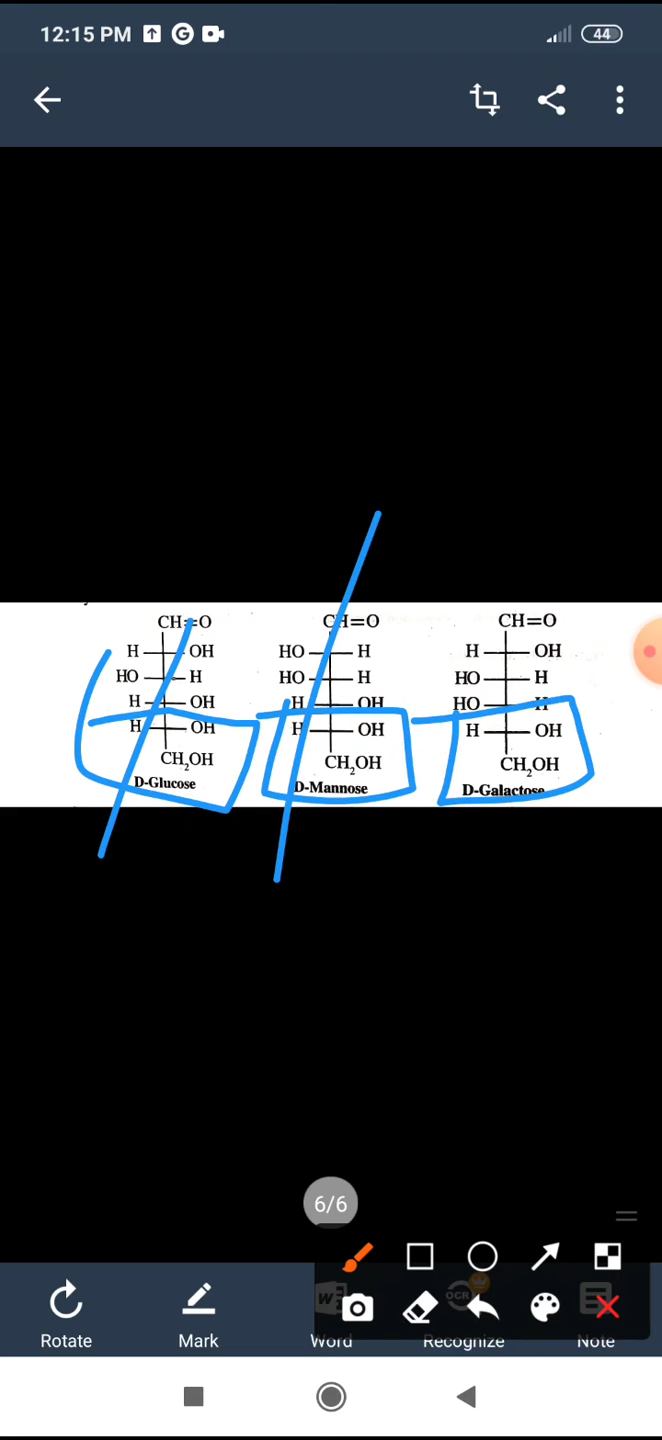 12:15 PM
44
CH=O
H OH
HO H
H OH
H OH
CH₂OH
D-Glucose
CH=O
HO H
HO H
H OH
H OH
CH₂OH
D-Mannose
CH=O
H OH
HO H
HO H
H OH
CH₂OH
D-Galactose
6/6
Rotate
Mark
Word
Recognize
Note
OCR